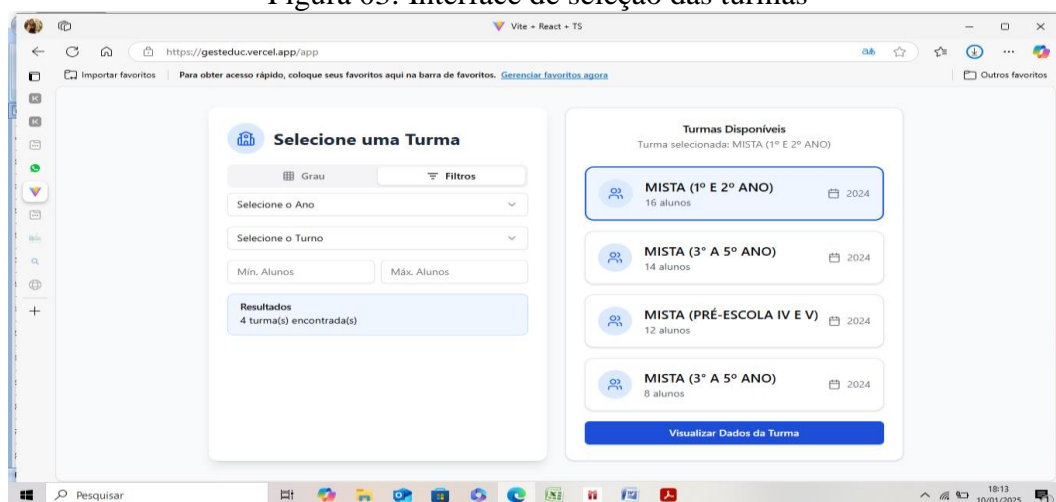 Figura 03: Interface de seleção das turmas
Vite + React + TS
https://gesteduc.vercel.app/app
Importar favoritos
Para obter acesso rápido, coloque seus favoritos aqui na barra de favoritos. Gerenciar favoritos agora
Outros favoritos
Selecione uma Turma
Grau
Filtros
Selecione o Ano
Selecione o Turno
Mín. Alunos
Máx. Alunos
Resultados
4 turma(s) encontrada(s)
Turmas Disponíveis
Turma selecionada: MISTA (1º E 2º ANO)
MISTA (1º E 2º ANO)
2024
16 alunos
MISTA (3° A 5º ANO)
2024
14 alunos
MISTA (PRÉ-ESCOLA IV E V)
2024
12 alunos
MISTA (3° A 5º ANO)
2024
8 alunos
Visualizar Dados da Turma
Pesquisar
18:13
10/01/2025